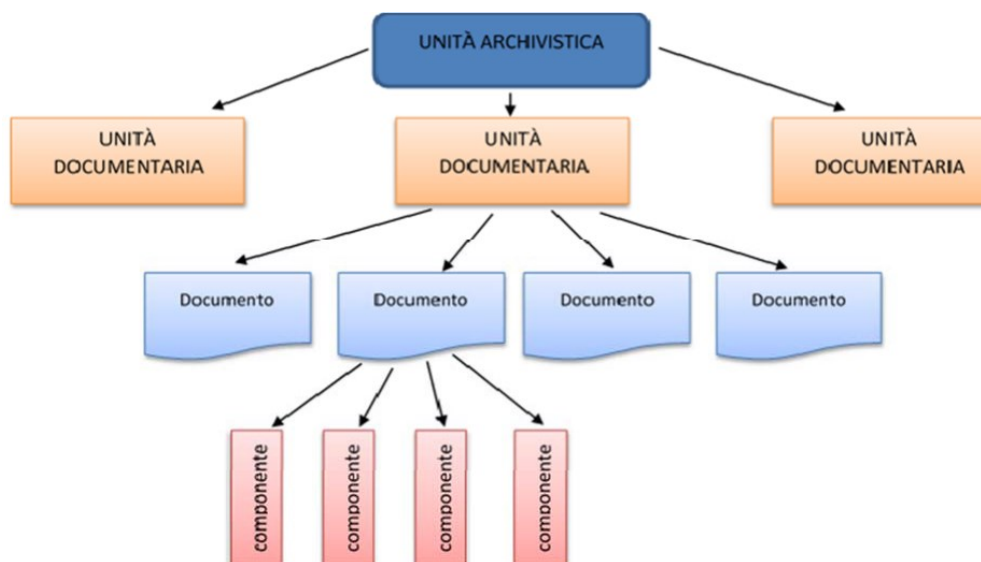 UNITÀ ARCHIVISTICA
UNITÀ
DOCUMENTARIA
UNITÀ
DOCUMENTARIA
UNITÀ
DOCUMENTARIA
Documento
Documento
Documento
Documento
componente
componente
componente
componente